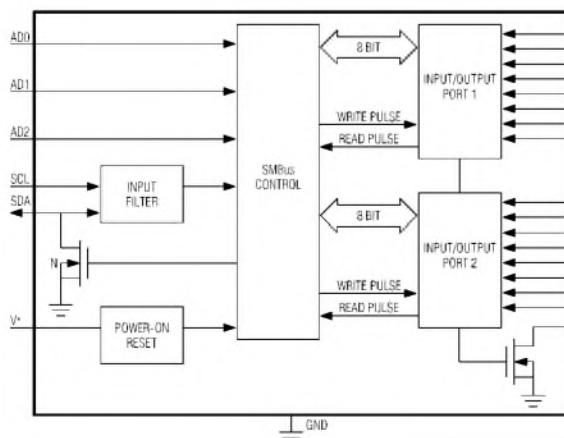 AD0
8 BIT
INPUT/OUTPUT
PORT 1
AD1
WRITE PULSE
AD2
READ PULSE
SMBus
CONTROL
SCL
INPUT
FILTER
SDA
8 BIT
INPUT/OUTPUT
PORT 2
N
WRITE PULSE
READ PULSE
V+
POWER-ON
RESET
GND